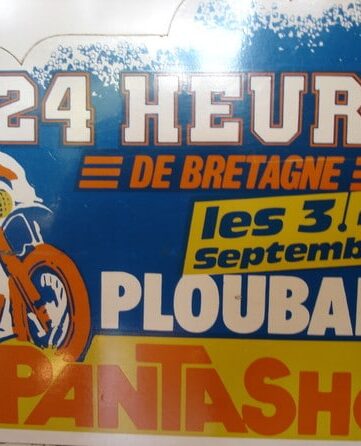 24 HEUR
DE BRETAGNE
les 3.
Septemb
PLOUBA
PANTASH